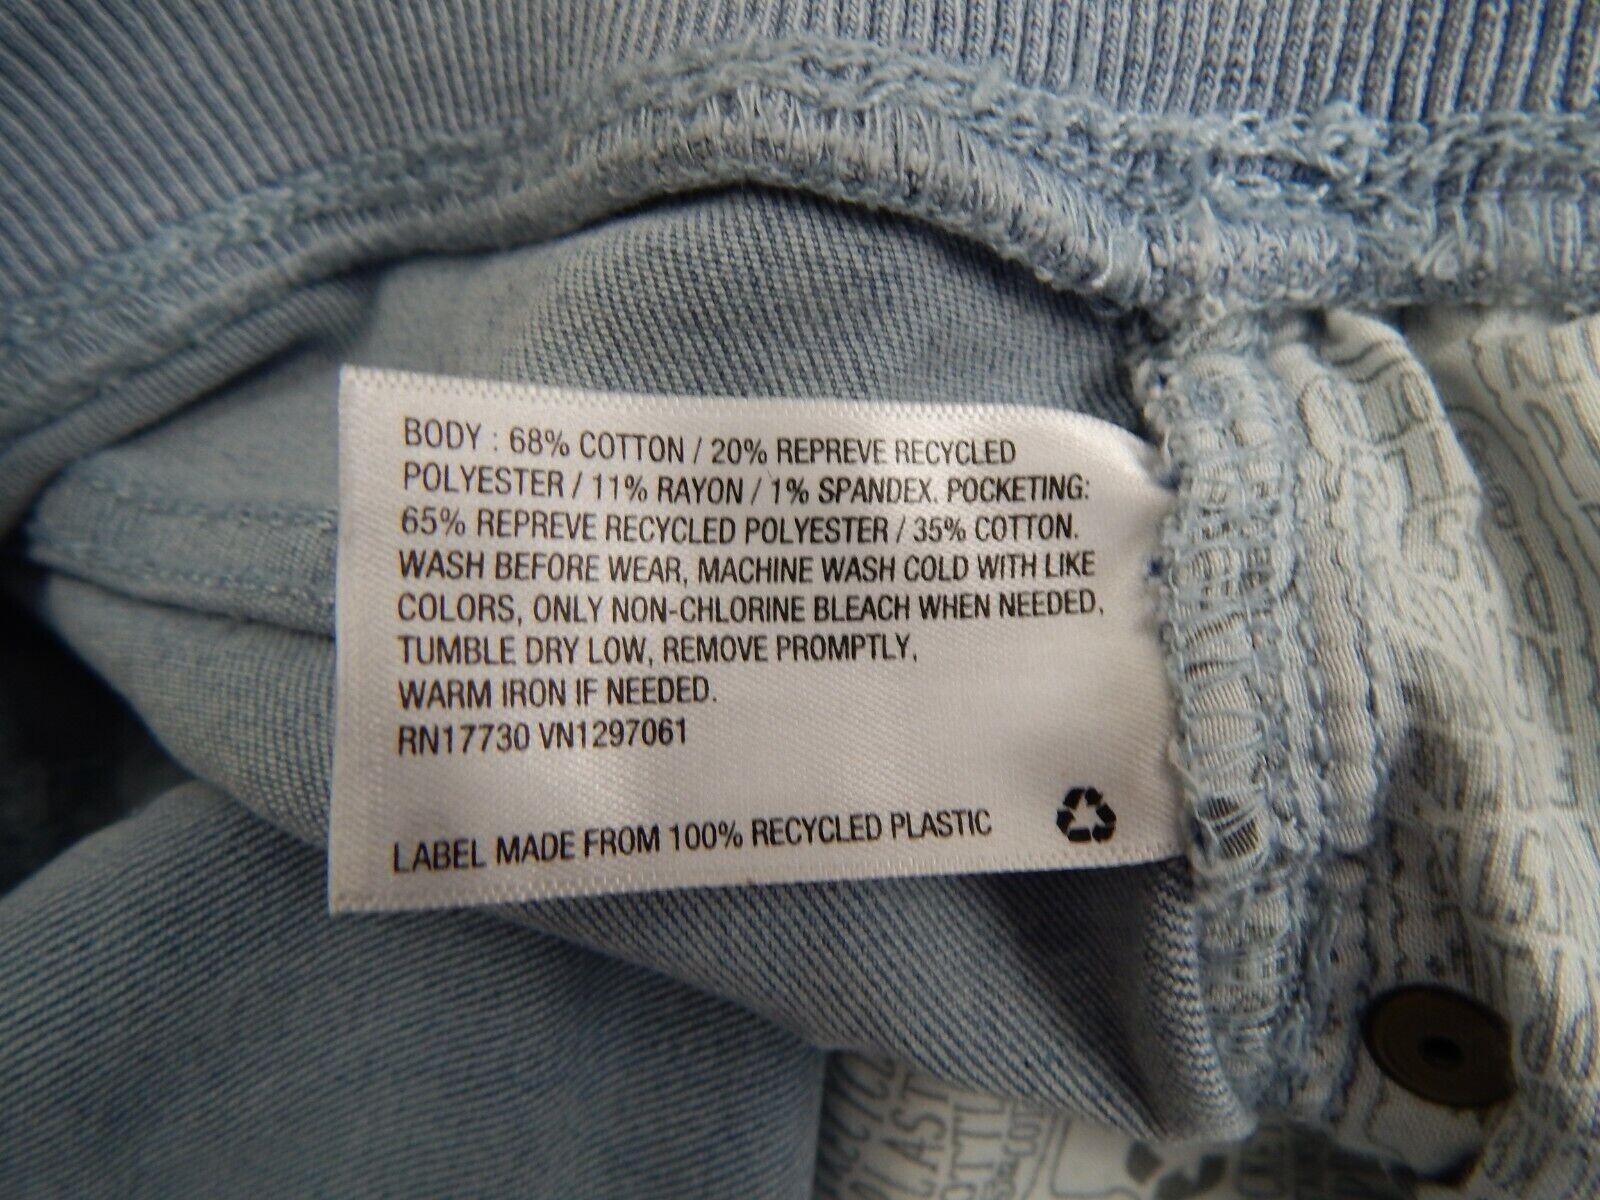 BODY : 68% COTTON / 20% REPREVE RECYCLED
POLYESTER / 11% RAYON / 1% SPANDEX. POCKETING:
65% REPREVE RECYCLED POLYESTER / 35% COTTON.
WASH BEFORE WEAR, MACHINE WASH COLD WITH LIKE
COLORS, ONLY NON-CHLORINE BLEACH WHEN NEEDED,
TUMBLE DRY LOW, REMOVE PROMPTLY,
WARM IRON IF NEEDED.
RN17730 VN1297061
LABEL MADE FROM 100% RECYCLED PLASTIC